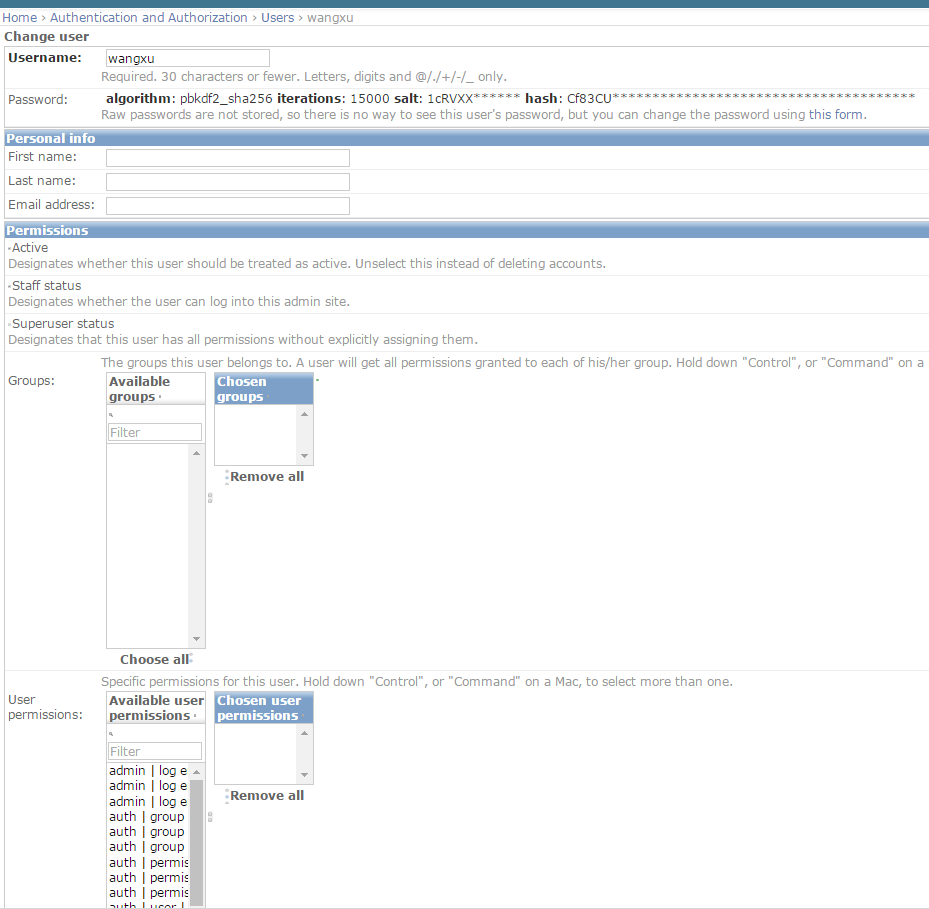 Home › Authentication and Authorization › Users › wangxu
Change user
Username: wangxu
Required. 30 characters or fewer. Letters, digits and @/./+/-/_ only.
Password: algorithm: pbkdf2_sha256 iterations: 15000 salt: 1cRVXX****** hash: Cf83CU**************************************
Raw passwords are not stored, so there is no way to see this user's password, but you can change the password using this form.
Personal info
First name:
Last name:
Email address:
Permissions
Active
Designates whether this user should be treated as active. Unselect this instead of deleting accounts.
Staff status
Designates whether the user can log into this admin site.
Superuser status
Designates that this user has all permissions without explicitly assigning them.
The groups this user belongs to. A user will get all permissions granted to each of his/her group. Hold down "Control", or "Command" on a
Groups:
Available groups
Filter
Choose all
Chosen groups
Remove all
Specific permissions for this user. Hold down "Control", or "Command" on a Mac, to select more than one.
User permissions:
Available user permissions
Filter
admin | log e
admin | log e
admin | log e
auth | group
auth | group
auth | group
auth | permis
auth | permis
auth | permis
auth | user |
Chosen user permissions
Remove all